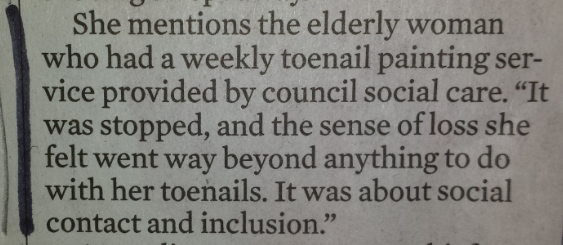 She mentions the elderly woman
who had a weekly toenail painting ser-
vice provided by council social care. “It
was stopped, and the sense of loss she
felt went way beyond anything to do
with her toenails. It was about social
contact and inclusion.”